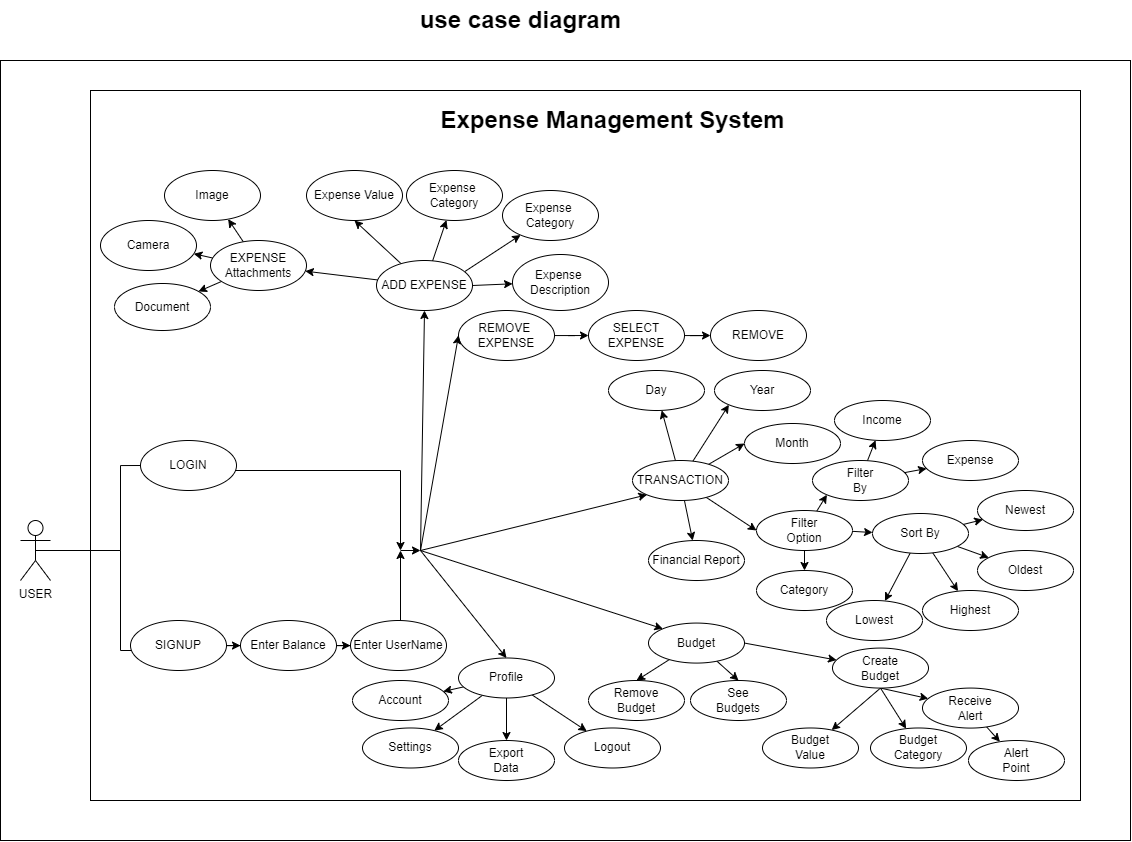 use case diagram
Expense Management System
Image
Expense Value
Expense
Category
Expense
Category
Camera
EXPENSE
Attachments
ADD EXPENSE
Expense
Description
Document
REMOVE
EXPENSE
SELECT
EXPENSE
REMOVE
Day
Year
Income
Month
Expense
LOGIN
TRANSACTION
Filter
By
Newest
Filter
Option
Sort By
Financial Report
Oldest
Category
Lowest
Highest
USER
SIGNUP
Enter Balance
Enter UserName
Budget
Create
Budget
Profile
Account
Remove
Budget
See
Budgets
Receive
Alert
Settings
Export
Data
Logout
Budget
Value
Budget
Category
Alert
Point